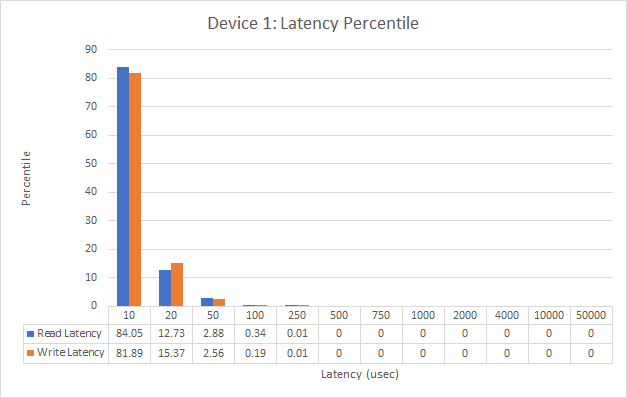 Device 1: Latency Percentile
90
80
70
60
50
40
30
20
10
0
Percentile
10 20 50 100 250 500 750 1000 2000 4000 10000 50000
Read Latency 84.05 12.73 2.88 0.34 0.01 0 0 0 0 0 0 0
Write Latency 81.89 15.37 2.56 0.19 0.01 0 0 0 0 0 0 0
Latency (usec)